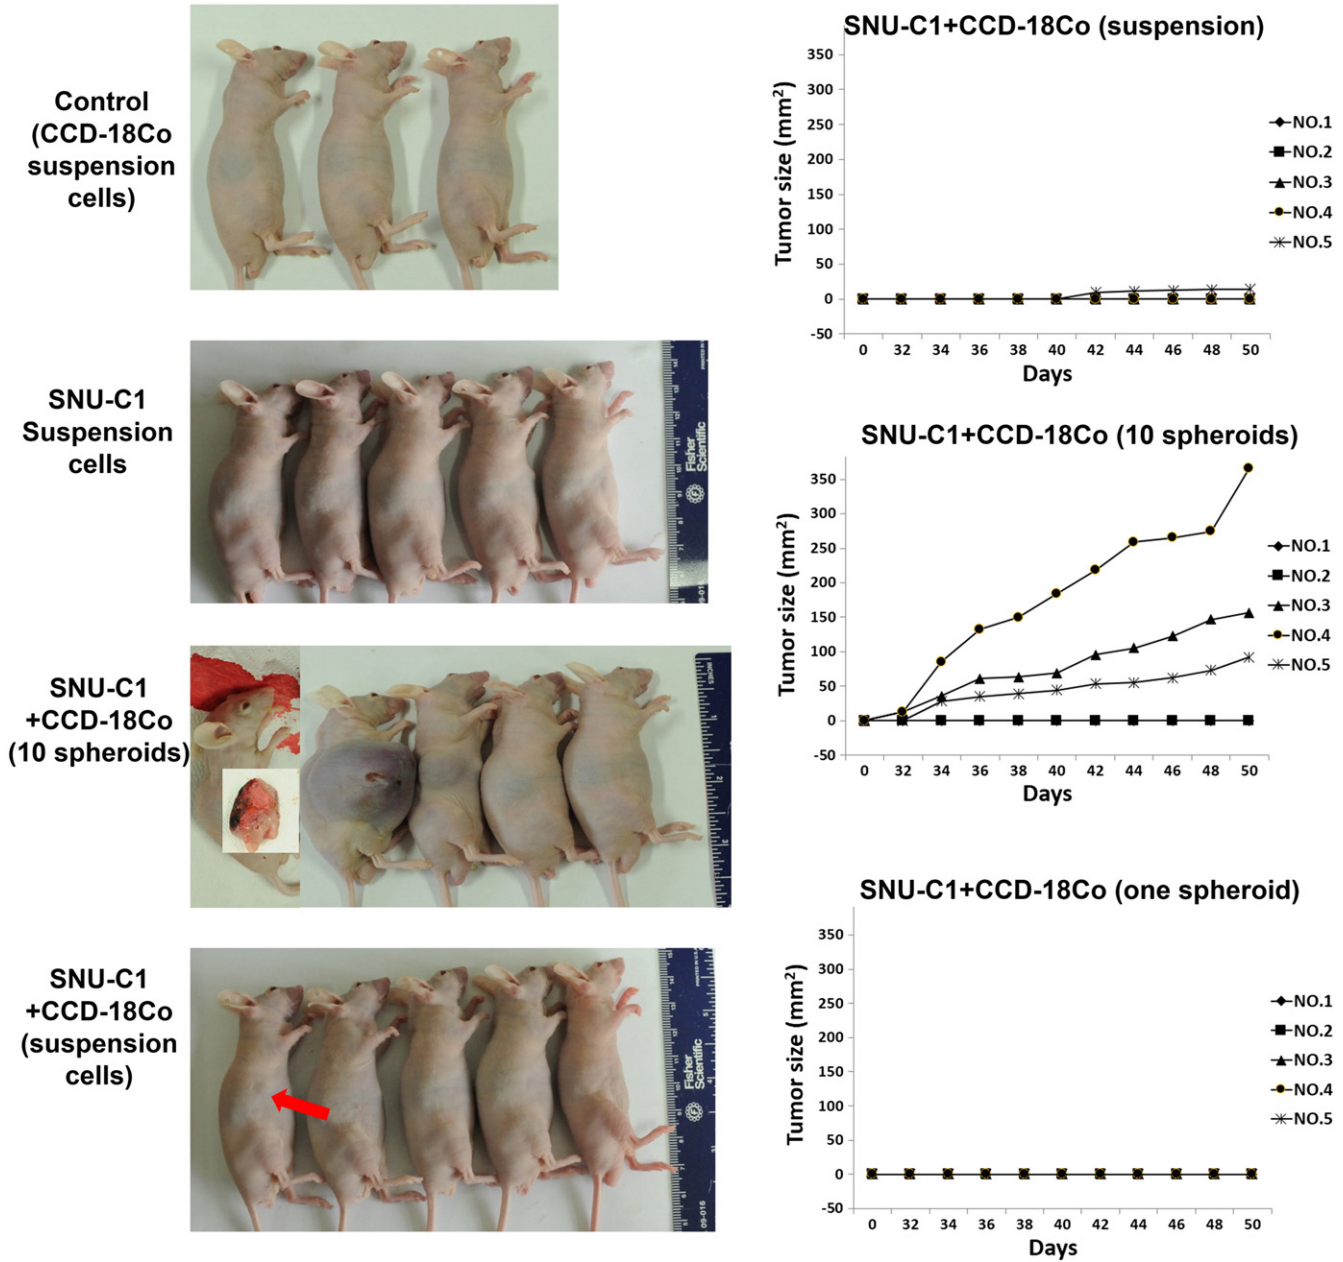 Control
(CCD-18Co
suspension
cells)
SNU-C1
Suspension
cells
Fisher
Scientific
SNU-C1
+CCD-18Co
(10 spheroids)
INCHES
SNU-C1
+CCD-18Co
(suspension
cells)
Fisher
Scientific
09-016
SNU-C1+CCD-18Co (suspension)
Tumor size (mm²)
350
300
250
200
150
100
50
0
-50
0 32 34 36 38 40 42 44 46 48 50
Days
NO.1
NO.2
NO.3
NO.4
NO.5
SNU-C1+CCD-18Co (10 spheroids)
Tumor size (mm²)
350
300
250
200
150
100
50
0
-50
0 32 34 36 38 40 42 44 46 48 50
Days
NO.1
NO.2
NO.3
NO.4
NO.5
SNU-C1+CCD-18Co (one spheroid)
Tumor size (mm²)
350
300
250
200
150
100
50
0
-50
0 32 34 36 38 40 42 44 46 48 50
Days
NO.1
NO.2
NO.3
NO.4
NO.5